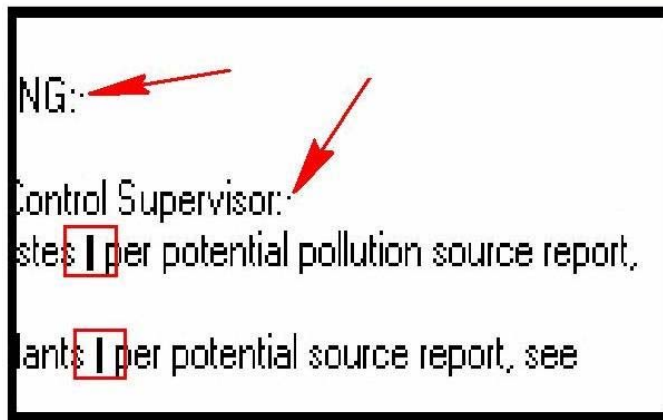 NG:
Control Supervisor:
stes | per potential pollution source report,
lants | per potential source report, see